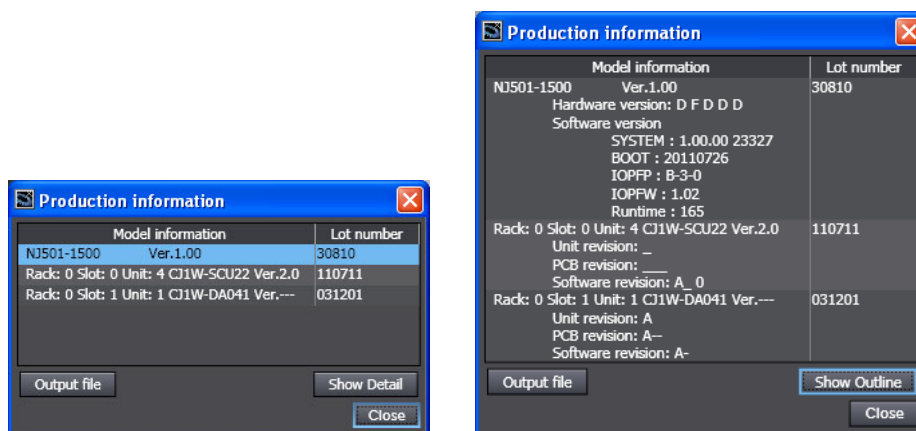 Production information
Model information Lot number
NJ501-1500 Ver.1.00 30810
Rack: 0 Slot: 0 Unit: 4 CJ1W-SCU22 Ver.2.0 110711
Rack: 0 Slot: 1 Unit: 1 CJ1W-DA041 Ver.--- 031201
Output file Show Detail
Close
Production information
Model information Lot number
NJ501-1500 Ver.1.00 30810
Hardware version: D F D D D
Software version
SYSTEM : 1.00.00 23327
BOOT : 20110726
IOPFP : B-3-0
IOPFW : 1.02
Runtime : 165
Rack: 0 Slot: 0 Unit: 4 CJ1W-SCU22 Ver.2.0 110711
Unit revision: _
PCB revision: ___
Software revision: A_ 0
Rack: 0 Slot: 1 Unit: 1 CJ1W-DA041 Ver.--- 031201
Unit revision: A
PCB revision: A--
Software revision: A-
Output file Show Outline
Close